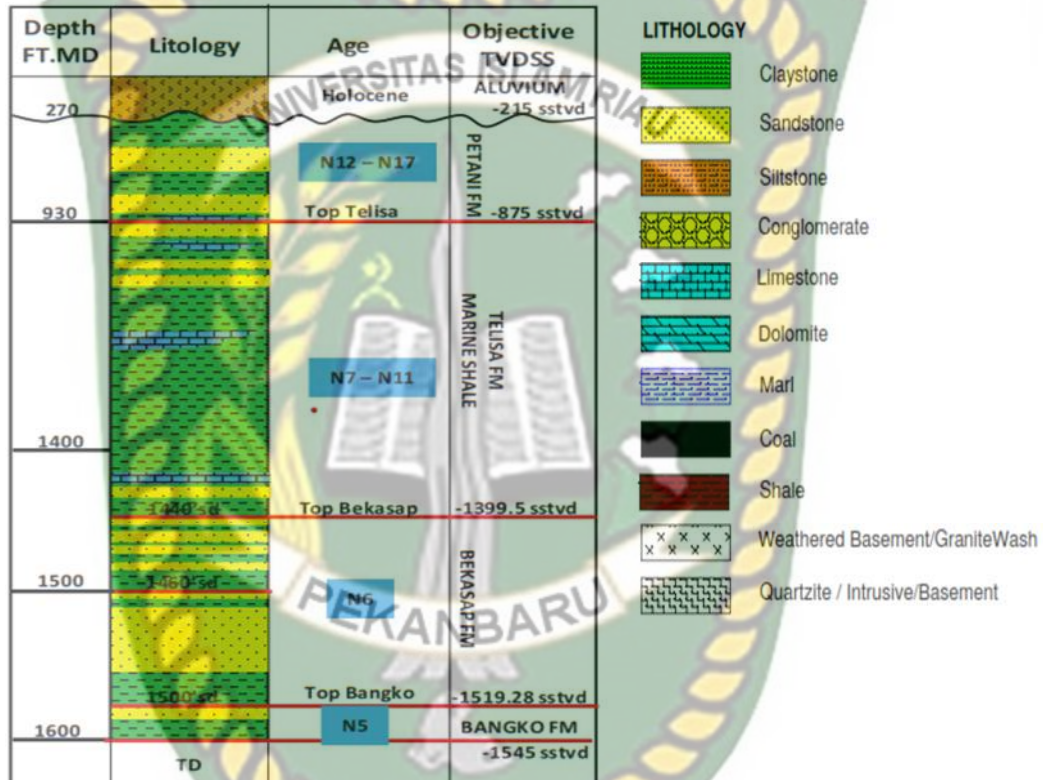 Depth
FT.MD
Litology
Age
Objective
TVDSS
Holocene
ALUVIUM
270
-215 sstvd
N12 – N17
PETANI FM
930
Top Telisa
-875 sstvd
N7 – N11
MARINE SHALE
TELISA FM
1400
1440'sd
Top Bekasap
-1399.5 sstvd
1500
1460'sd
N6
BEKASAP FM
1500'sd
Top Bangko
-1519.28 sstvd
N5
BANGKO FM
1600
-1545 sstvd
TD
LITHOLOGY
Claystone
Sandstone
Siltstone
Conglomerate
Limestone
Dolomite
Marl
Coal
Shale
Weathered Basement/GraniteWash
Quartzite / Intrusive/Basement
UNIVERSITAS ISLAM RIAU
PEKANBARU